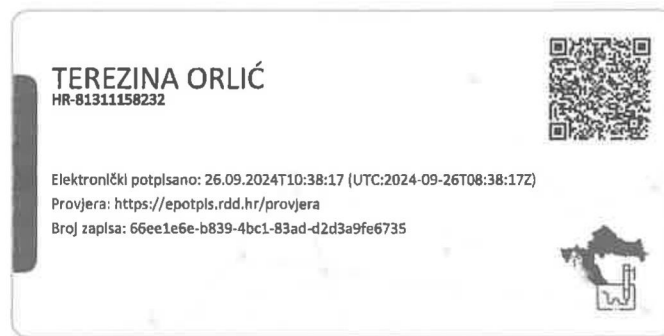 TEREZINA ORLIĆ
HR-81311158232
Elektronički potpisano: 26.09.2024T10:38:17 (UTC:2024-09-26T08:38:17Z)
Provjera: https://epotpis.rdd.hr/provjera
Broj zapisa: 66ee1e6e-b839-4bc1-83ad-d2d3a9fe6735